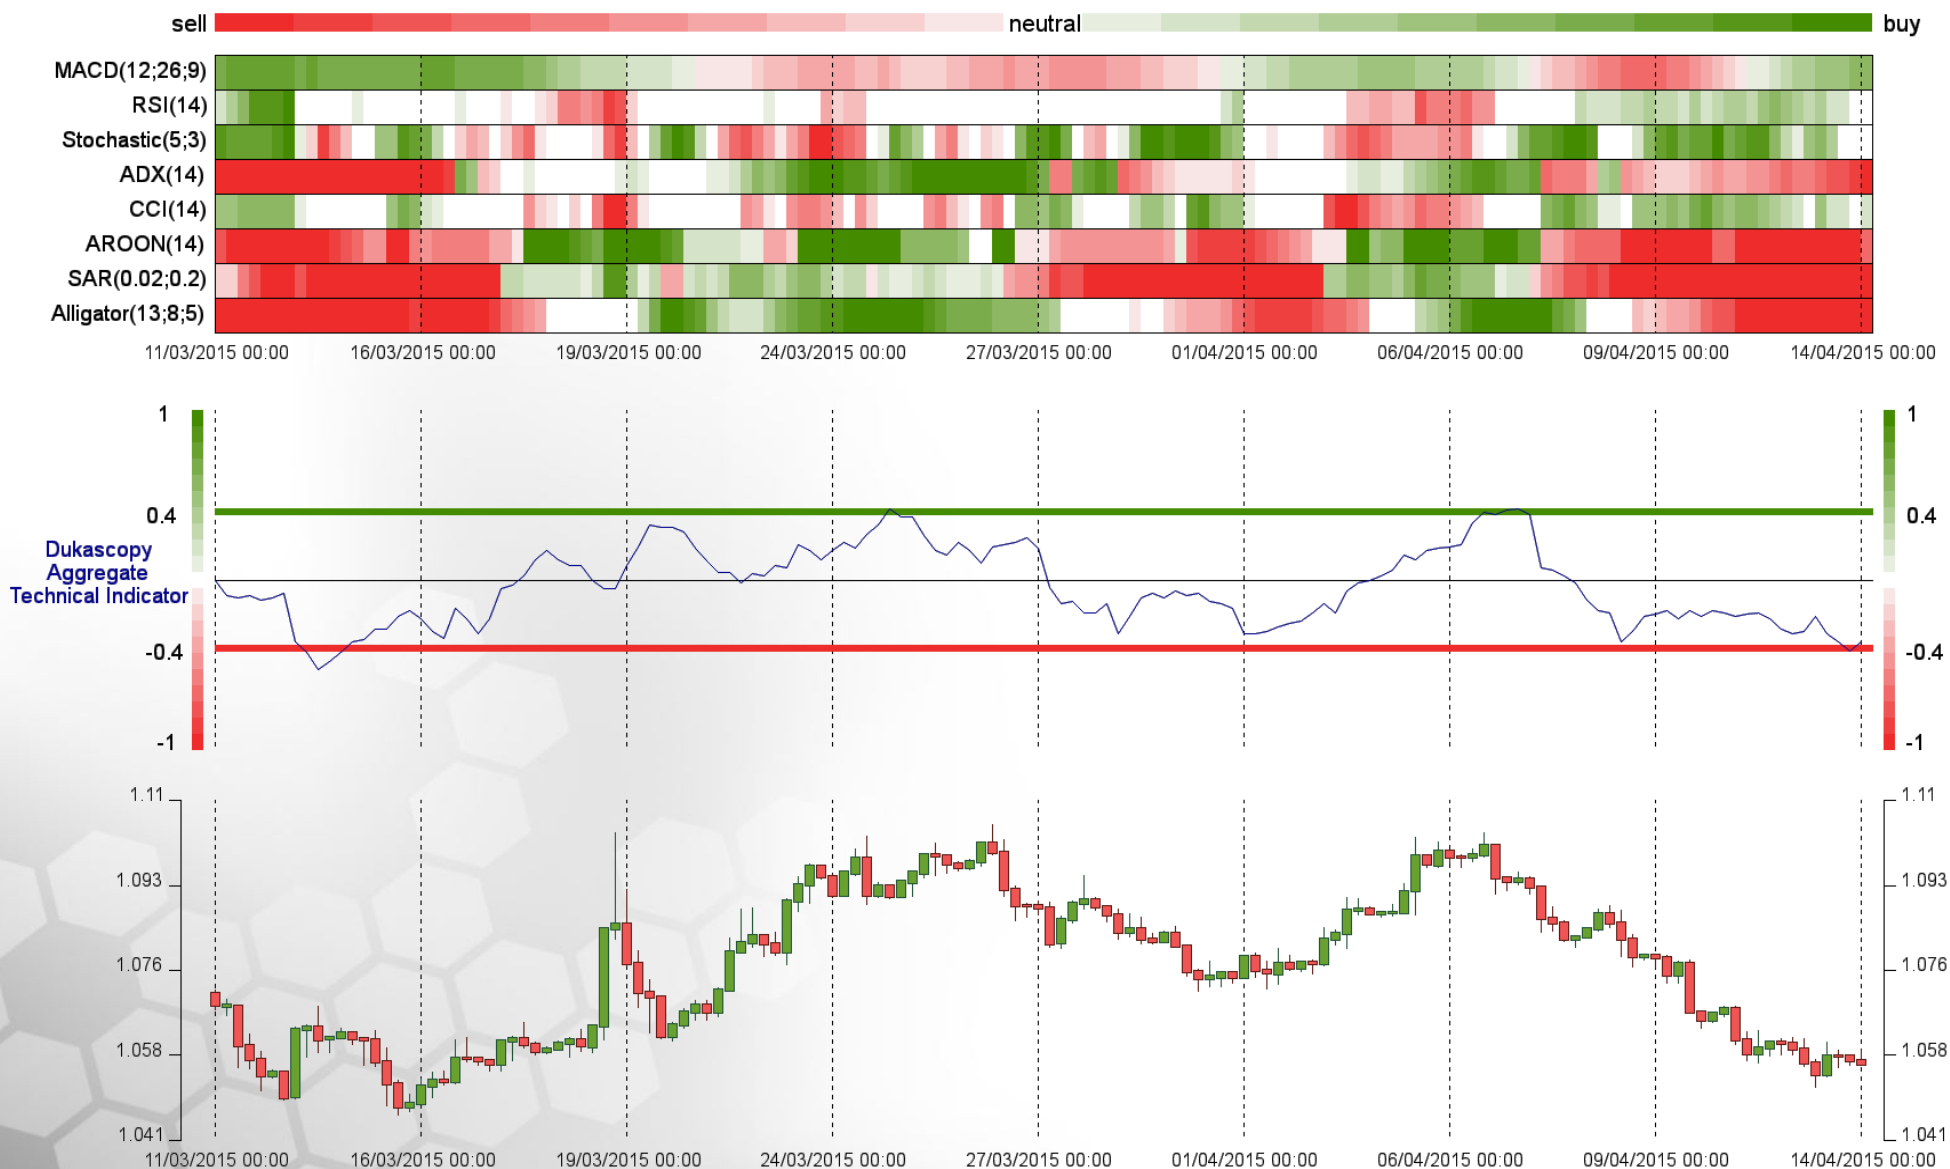 sell neutral buy
MACD(12;26;9)
RSI(14)
Stochastic(5;3)
ADX(14)
CCI(14)
AROON(14)
SAR(0.02;0.2)
Alligator(13;8;5)
11/03/2015 00:00 16/03/2015 00:00 19/03/2015 00:00 24/03/2015 00:00 27/03/2015 00:00 01/04/2015 00:00 06/04/2015 00:00 09/04/2015 00:00 14/04/2015 00:00
1 1
0.4 0.4
Dukascopy
Aggregate
Technical Indicator
-0.4 -0.4
-1 -1
1.11 1.11
1.093 1.093
1.076 1.076
1.058 1.058
1.041 1.041
11/03/2015 00:00 16/03/2015 00:00 19/03/2015 00:00 24/03/2015 00:00 27/03/2015 00:00 01/04/2015 00:00 06/04/2015 00:00 09/04/2015 00:00 14/04/2015 00:00